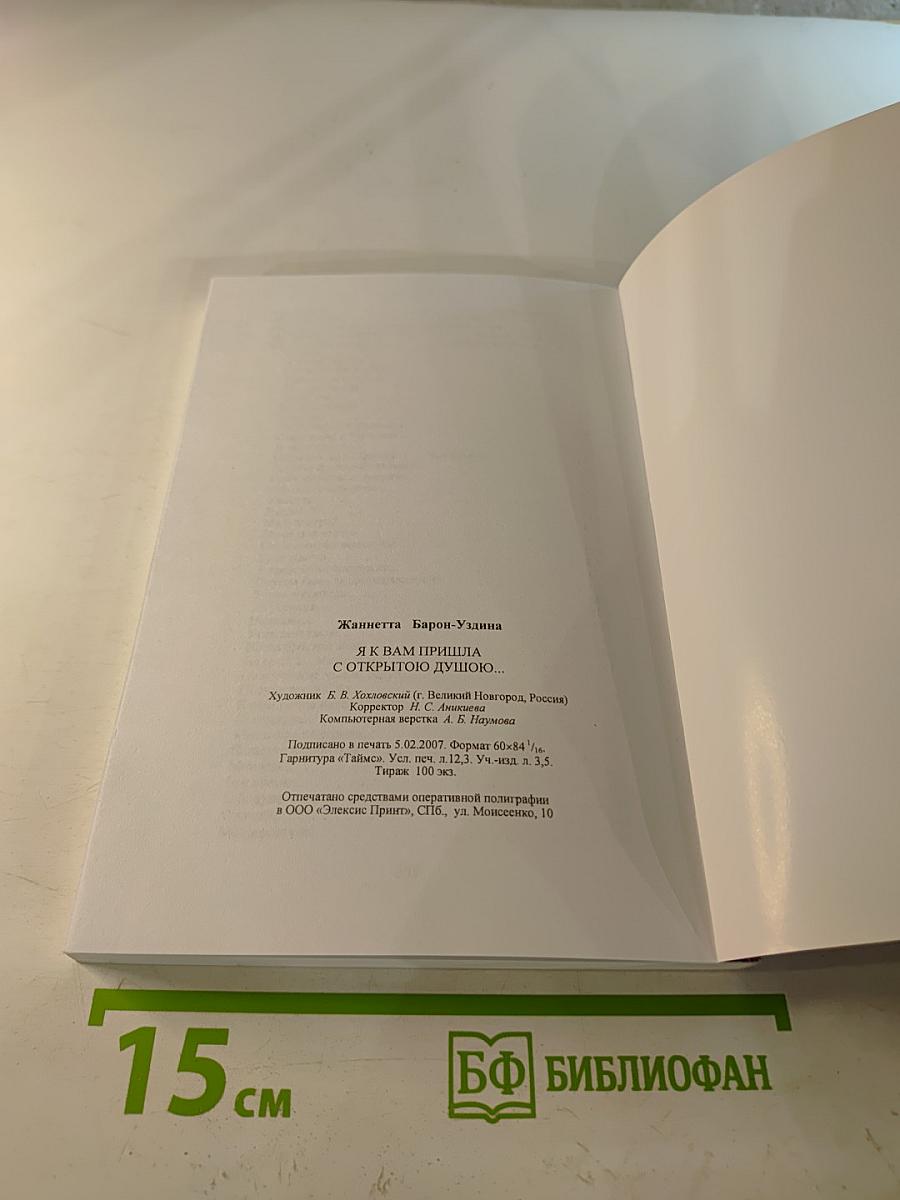 Жаннетта Барон-Уздина
Я К ВАМ ПРИШЛА
С ОТКРЫТОЮ ДУШОЮ...
Художник Б. В. Хохловский (г. Великий Новгород, Россия)
Корректор Н. С. Аникиева
Компьютерная верстка А. Б. Наумова
Подписано в печать 5.02.2007. Формат 60×84 1/16.
Гарнитура «Таймс». Усл. печ. л.12,3. Уч.-изд. л. 3,5.
Тираж 100 экз.
Отпечатано средствами оперативной полиграфии
в ООО «Элексис Принт», СПб., ул. Моисеенко, 10
15 см
БФ БИБЛИОФАН